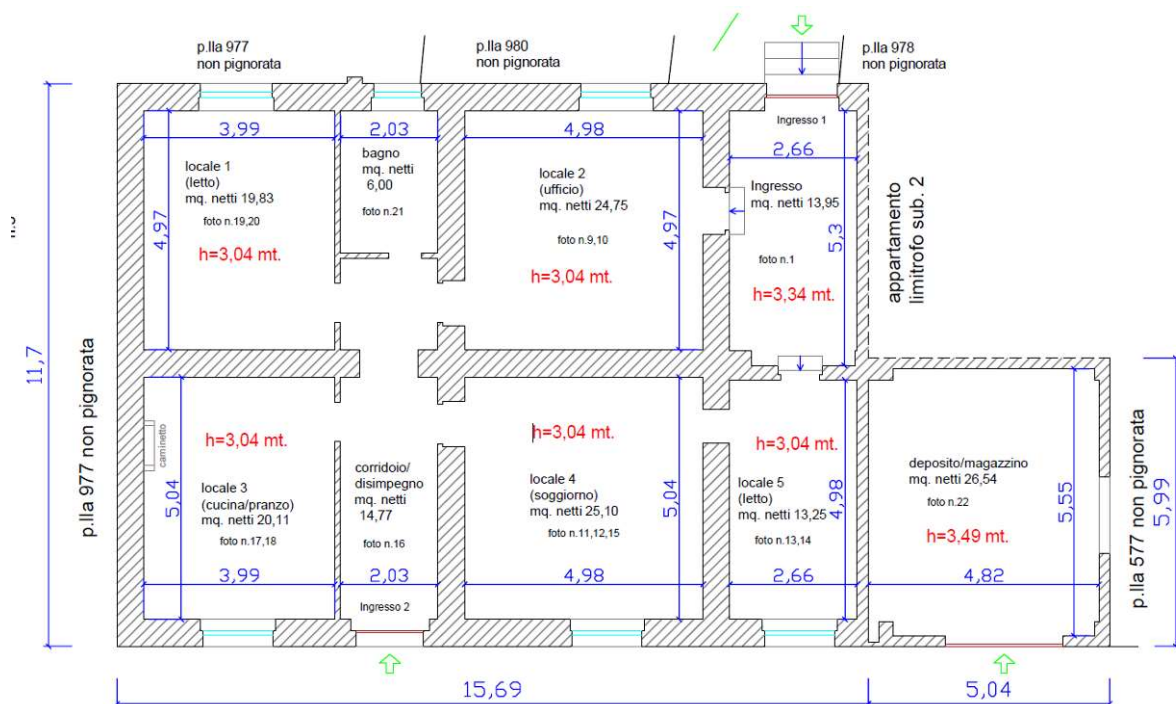 p.lla 977
non pignorata
p.lla 980
non pignorata
p.lla 978
non pignorata
Ingresso 1
3,99
2,03
4,98
2,66
locale 1
(letto)
mq. netti 19,83
foto n.19,20
h=3,04 mt.
4,97
bagno
mq. netti
6,00
foto n.21
locale 2
(ufficio)
mq. netti 24,75
foto n.9,10
h=3,04 mt.
4,97
Ingresso
mq. netti 13,95
foto n.1
h=3,34 mt.
5,3
appartamento
limitrofo sub. 2
11,7
p.lla 977 non pignorata
caminetto
h=3,04 mt.
locale 3
(cucina/pranzo)
mq. netti 20,11
foto n.17,18
5,04
3,99
corridoio/
disimpegno
mq. netti
14,77
foto n.16
2,03
Ingresso 2
h=3,04 mt.
locale 4
(soggiorno)
mq. netti 25,10
foto n.11,12,15
5,04
4,98
h=3,04 mt.
locale 5
(letto)
mq. netti 13,25
foto n.13,14
4,98
2,66
deposito/magazzino
mq. netti 26,54
foto n.22
h=3,49 mt.
5,55
4,82
p.lla 577 non pignorata
5,99
15,69
5,04